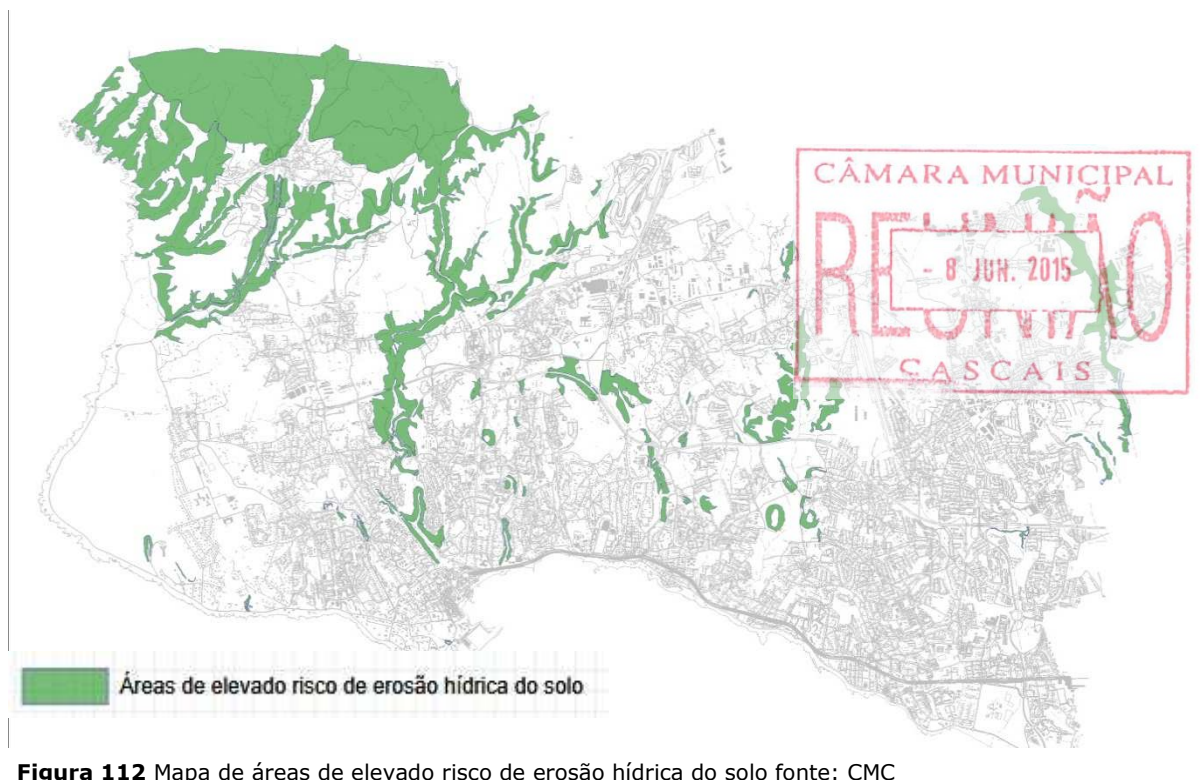 CÂMARA MUNICIPAL
REUNIÃO
- 8 JUN. 2015
CASCAIS
Áreas de elevado risco de erosão hídrica do solo
Figura 112 Mapa de áreas de elevado risco de erosão hídrica do solo fonte: CMC